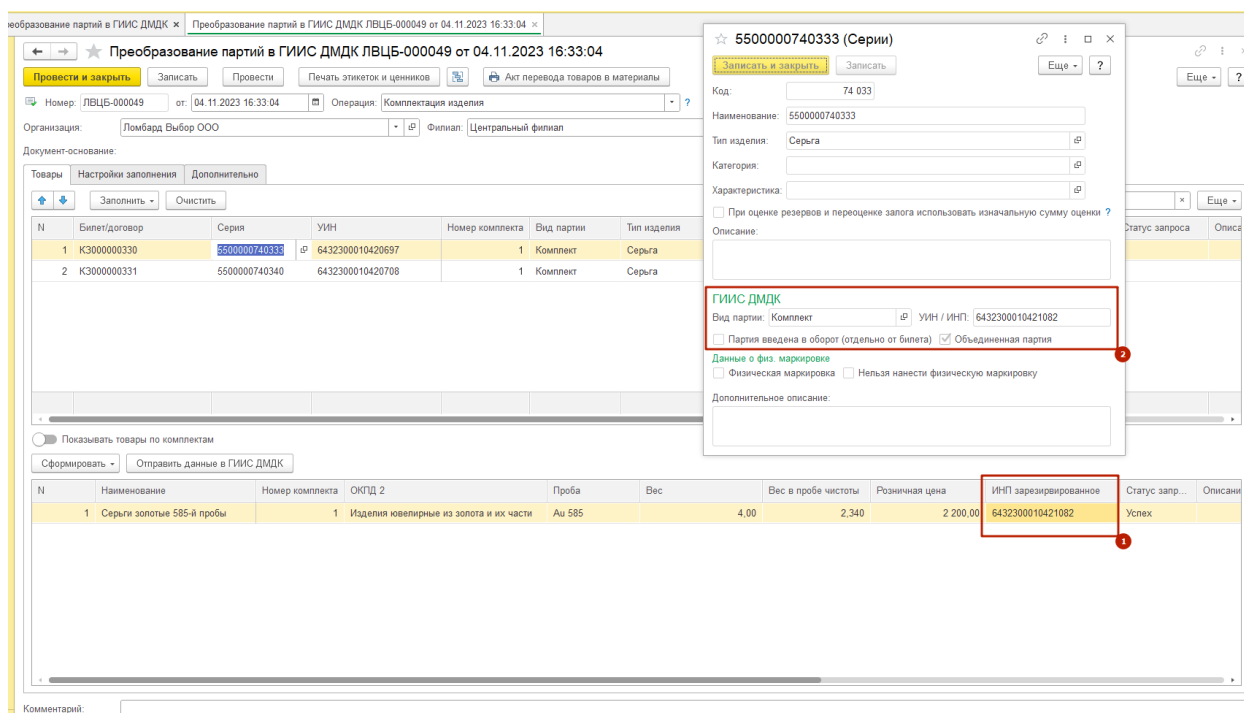 реобразование партий в ГИИС ДМДК × Преобразование партий в ГИИС ДМДК ЛВЦБ-000049 от 04.11.2023 16:33:04 ×
Преобразование партий в ГИИС ДМДК ЛВЦБ-000049 от 04.11.2023 16:33:04
Провести и закрыть Записать Провести Печать этикеток и ценников Акт перевода товаров в материалы Еще ?
Номер: ЛВЦБ-000049 от: 04.11.2023 16:33:04 Операция: Комплектация изделия ?
Организация: Ломбард Выбор ООО Филиал: Центральный филиал
Документ-основание:
Товары Настройки заполнения Дополнительно
Заполнить Очистить × Еще
N Билет/договор Серия УИН Номер комплекта Вид партии Тип изделия Статус запроса Описа
1 К3000000330 5500000740333 6432300010420697 1 Комплект Серьга
2 К3000000331 5500000740340 6432300010420708 1 Комплект Серьга
5500000740333 (Серии)
Записать и закрыть Записать Еще ?
Код: 74 033
Наименование: 5500000740333
Тип изделия: Серьга
Категория:
Характеристика:
При оценке резервов и переоценке залога использовать изначальную сумму оценки ?
Описание:
ГИИС ДМДК
Вид партии: Комплект УИН / ИНП: 6432300010421082
Партия введена в оборот (отдельно от билета) Объединенная партия
2
Данные о физ. маркировке
Физическая маркировка Нельзя нанести физическую маркировку
Дополнительное описание:
Показывать товары по комплектам
Сформировать Отправить данные в ГИИС ДМДК
N Наименование Номер комплекта ОКПД 2 Проба Вес Вес в пробе чистоты Розничная цена ИНП зарезирвированное Статус запр... Описани
1 Серьги золотые 585-й пробы 1 Изделия ювелирные из золота и их части Au 585 4,00 2,340 2 200,00 6432300010421082 Успех
1
Комментарий: